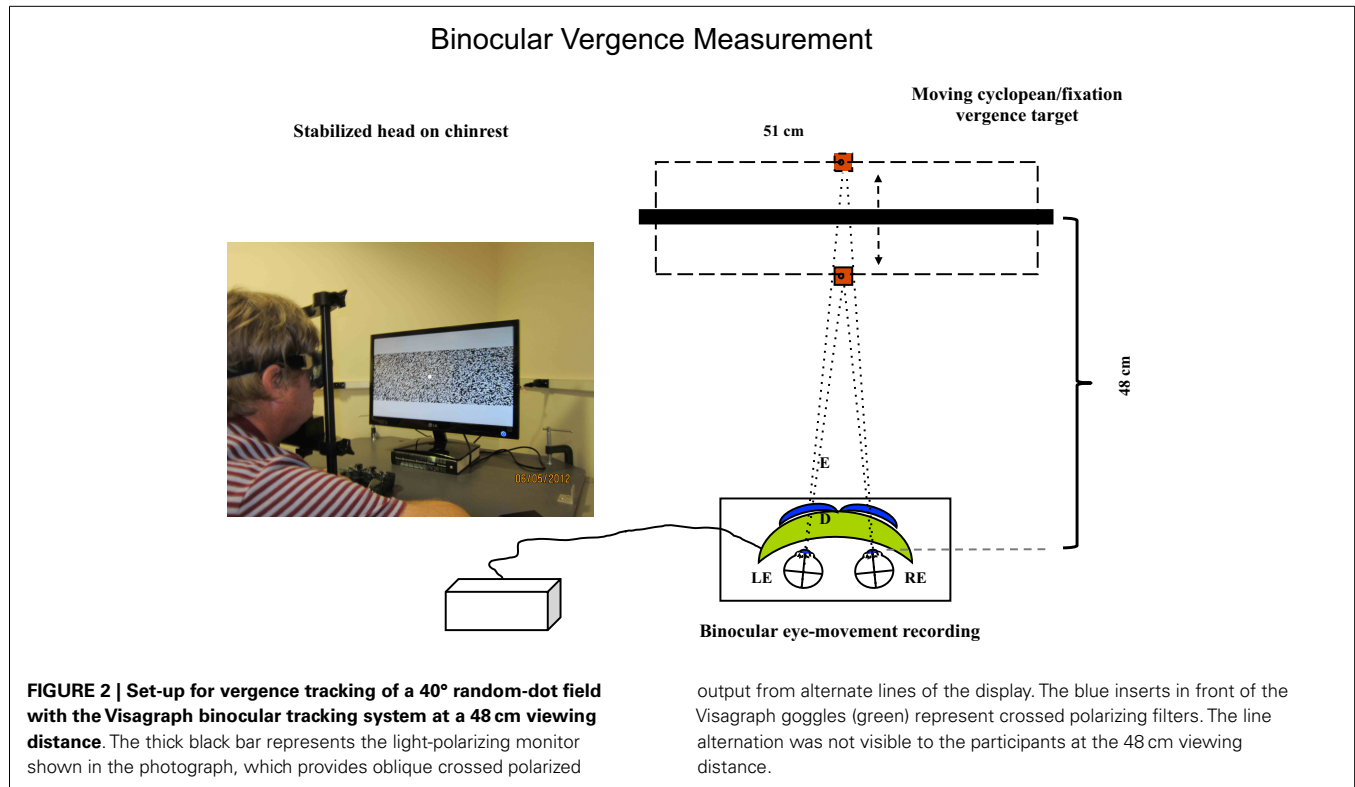 Binocular Vergence Measurement
Moving cyclopean/fixation
vergence target
Stabilized head on chinrest
51 cm
48 cm
LG
06/05/2012
E
D
LE
RE
Binocular eye-movement recording
FIGURE 2 | Set-up for vergence tracking of a 40° random-dot field
with the Visagraph binocular tracking system at a 48 cm viewing
distance. The thick black bar represents the light-polarizing monitor
shown in the photograph, which provides oblique crossed polarized
output from alternate lines of the display. The blue inserts in front of the
Visagraph goggles (green) represent crossed polarizing filters. The line
alternation was not visible to the participants at the 48 cm viewing
distance.